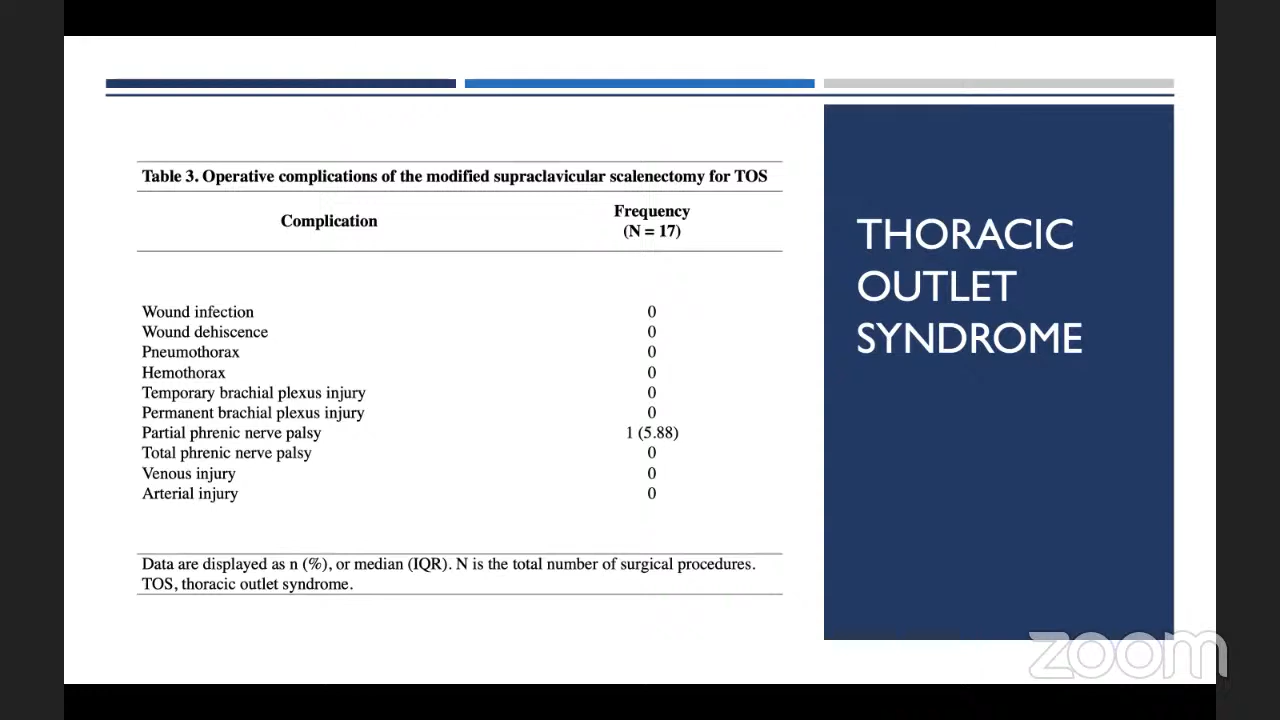 Table 3. Operative complications of the modified supraclavicular scalenectomy for TOS
Complication
Frequency
(N = 17)
Wound infection 0
Wound dehiscence 0
Pneumothorax 0
Hemothorax 0
Temporary brachial plexus injury 0
Permanent brachial plexus injury 0
Partial phrenic nerve palsy 1 (5.88)
Total phrenic nerve palsy 0
Venous injury 0
Arterial injury 0
Data are displayed as n (%), or median (IQR). N is the total number of surgical procedures.
TOS, thoracic outlet syndrome.
THORACIC
OUTLET
SYNDROME
zoom